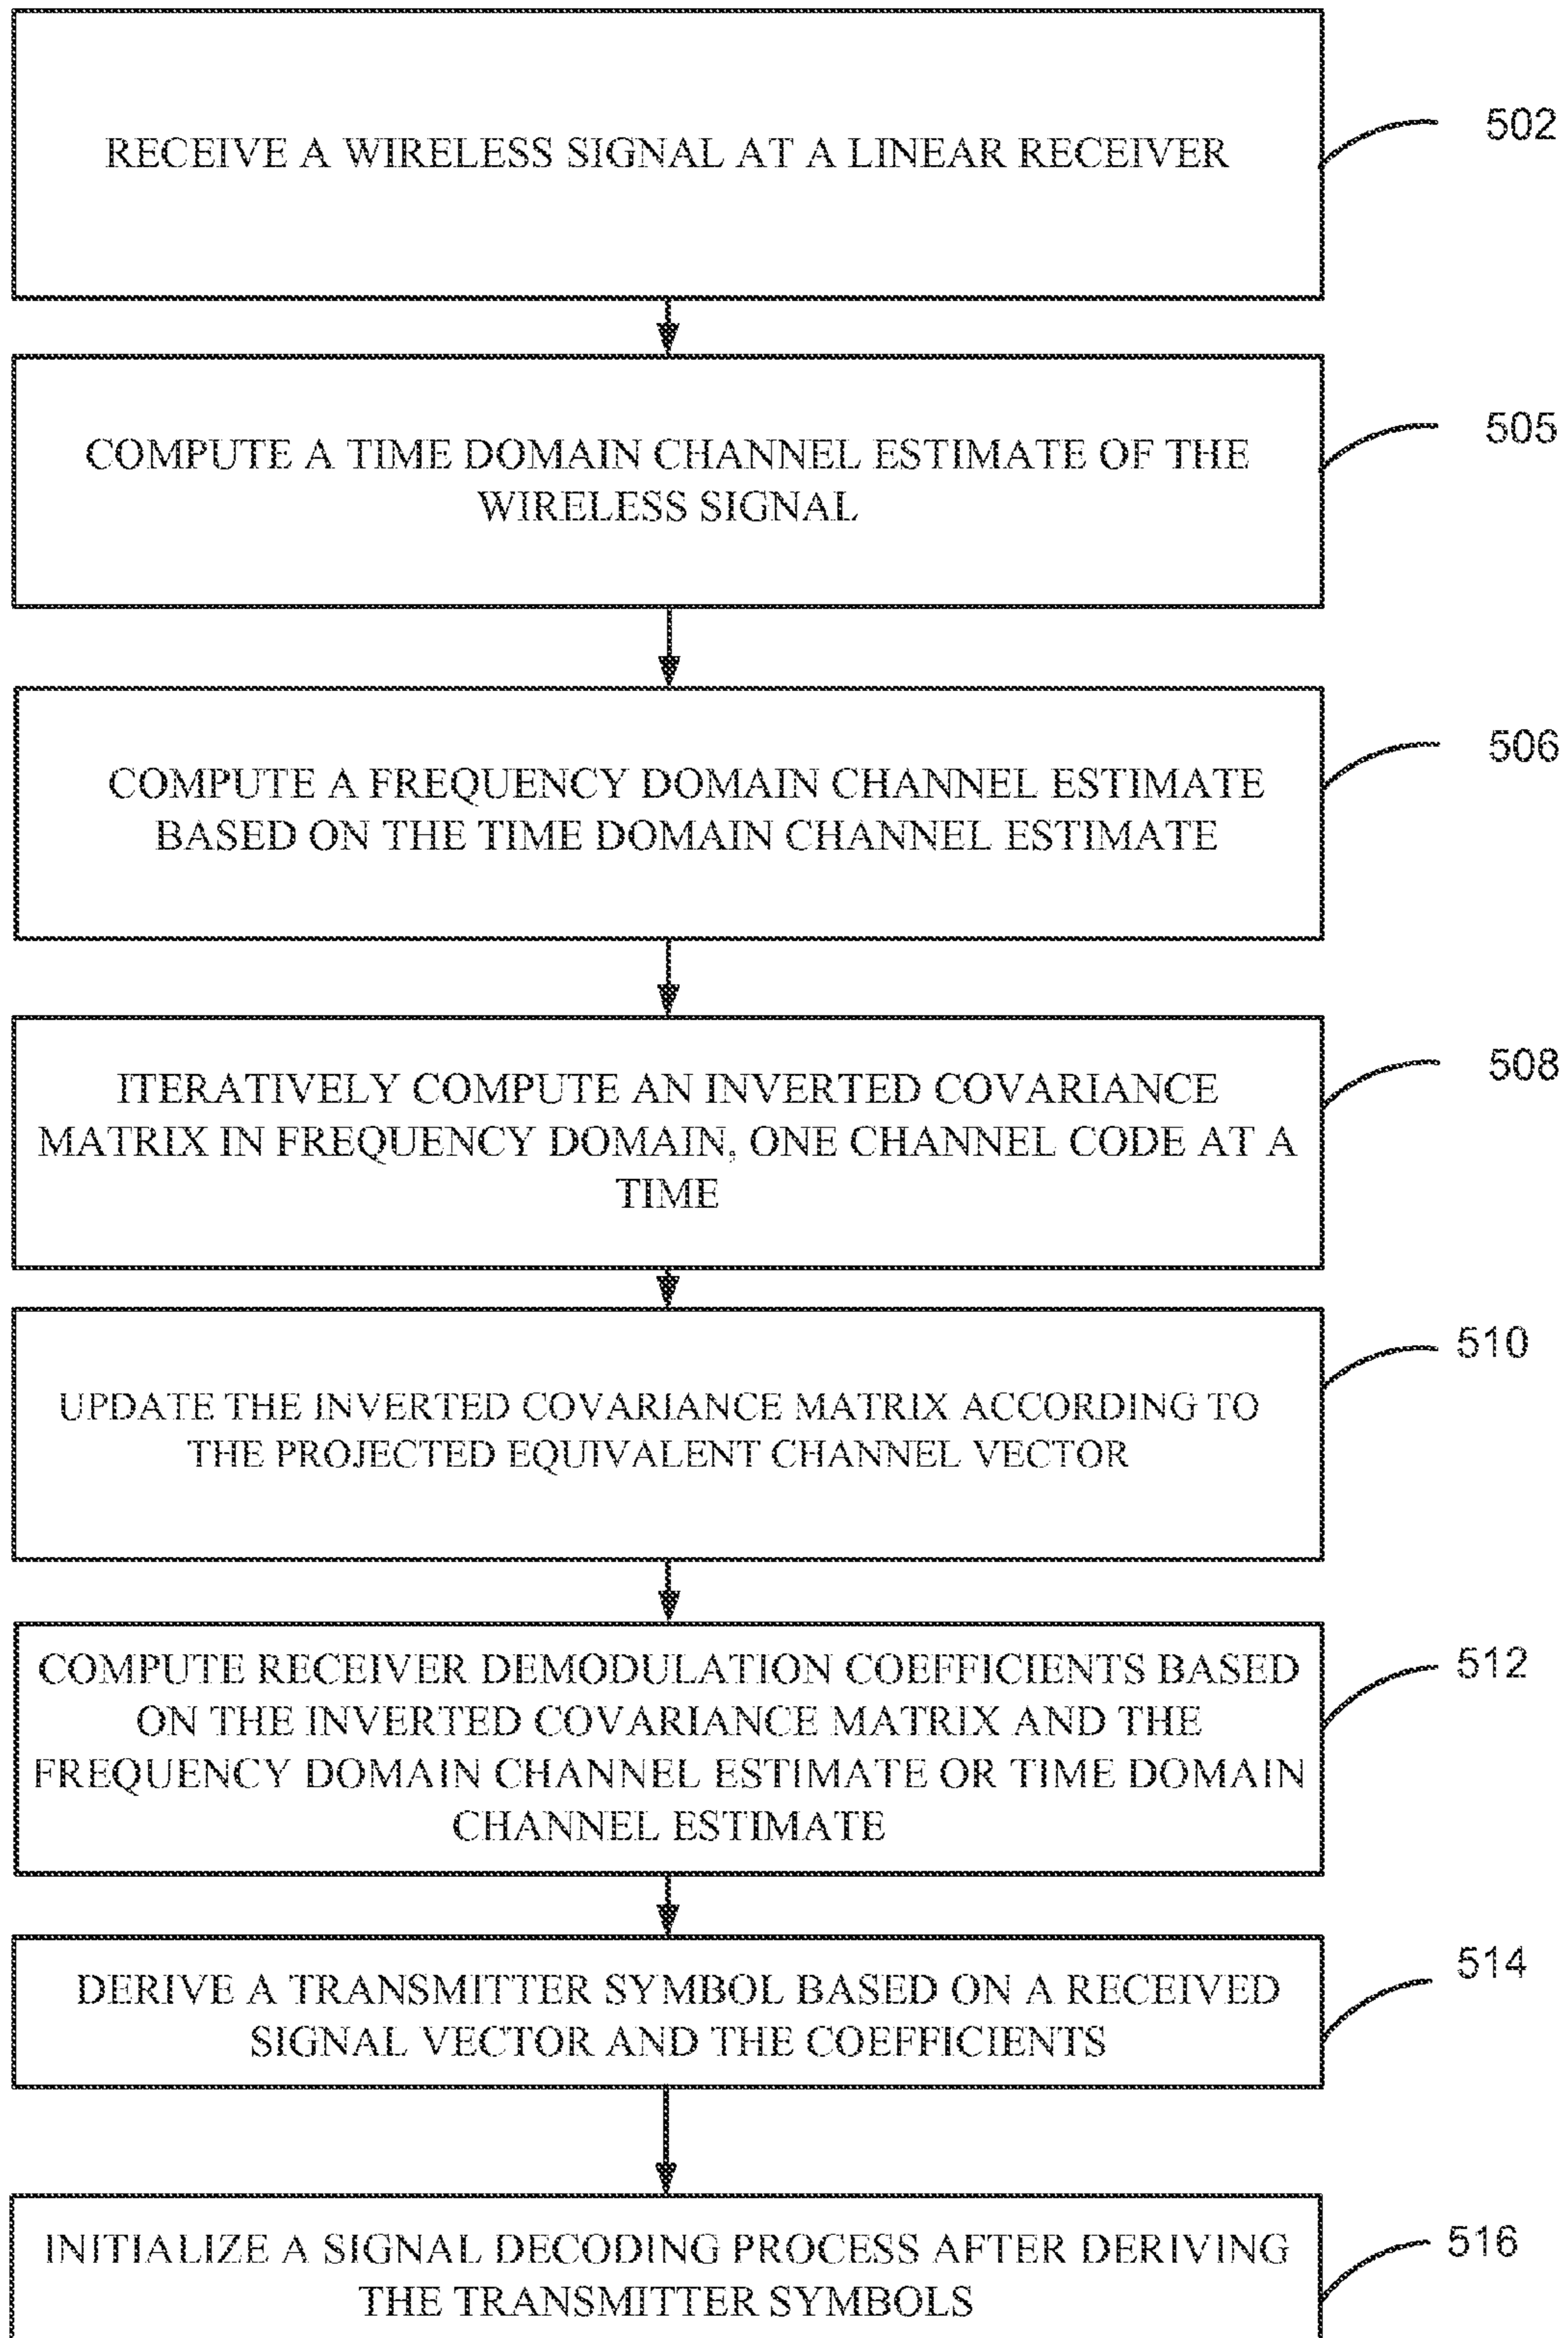 RECEIVE A WIRELESS SIGNAL AT A LINEAR RECEIVER
502
COMPUTE A TIME DOMAIN CHANNEL ESTIMATE OF THE
WIRELESS SIGNAL
505
COMPUTE A FREQUENCY DOMAIN CHANNEL ESTIMATE
BASED ON THE TIME DOMAIN CHANNEL ESTIMATE
506
ITERATIVELY COMPUTE AN INVERTED COVARIANCE
MATRIX IN FREQUENCY DOMAIN, ONE CHANNEL CODE AT A
TIME
508
UPDATE THE INVERTED COVARIANCE MATRIX ACCORDING TO
THE PROJECTED EQUIVALENT CHANNEL VECTOR
510
COMPUTE RECEIVER DEMODULATION COEFFICIENTS BASED
ON THE INVERTED COVARIANCE MATRIX AND THE
FREQUENCY DOMAIN CHANNEL ESTIMATE OR TIME DOMAIN
CHANNEL ESTIMATE
512
DERIVE A TRANSMITTER SYMBOL BASED ON A RECEIVED
SIGNAL VECTOR AND THE COEFFICIENTS
514
INITIALIZE A SIGNAL DECODING PROCESS AFTER DERIVING
THE TRANSMITTER SYMBOLS
516